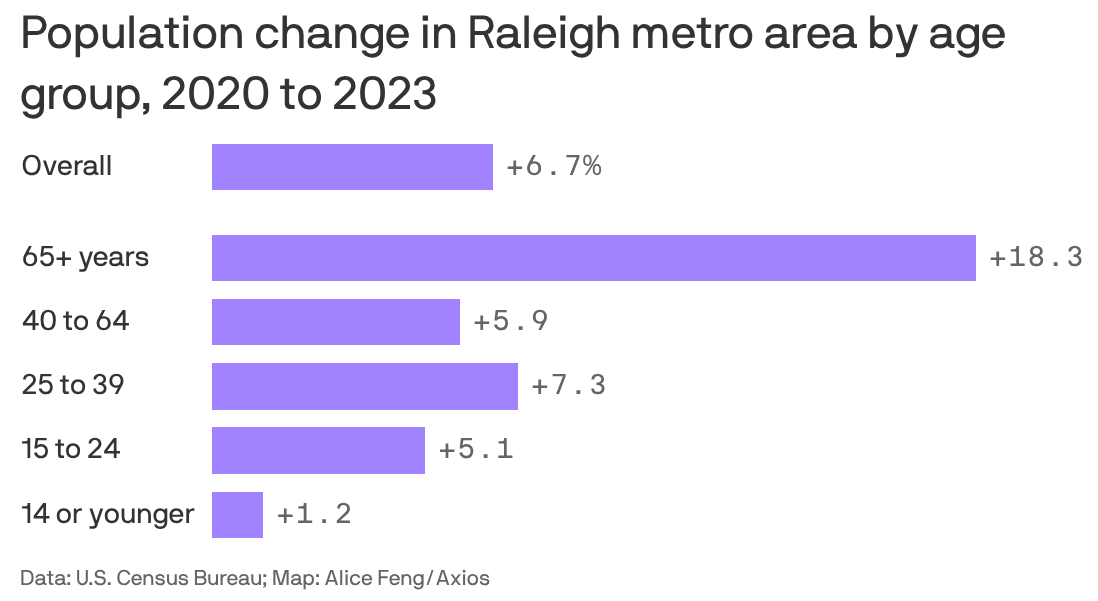 Population change in Raleigh metro area by age
group, 2020 to 2023
Overall +6.7%
65+ years +18.3
40 to 64 +5.9
25 to 39 +7.3
15 to 24 +5.1
14 or younger +1.2
Data: U.S. Census Bureau; Map: Alice Feng/Axios